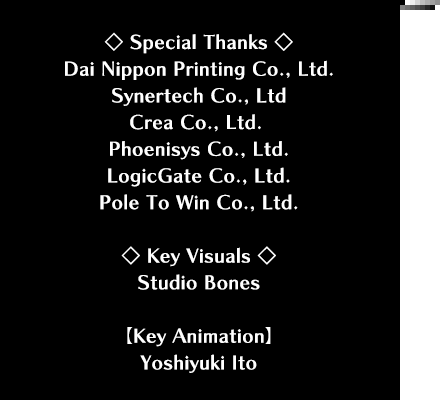 ◇ Special Thanks ◇
Dai Nippon Printing Co., Ltd.
Synertech Co., Ltd
Crea Co., Ltd.
Phoenisys Co., Ltd.
LogicGate Co., Ltd.
Pole To Win Co., Ltd.
◇ Key Visuals ◇
Studio Bones
【Key Animation】
Yoshiyuki Ito